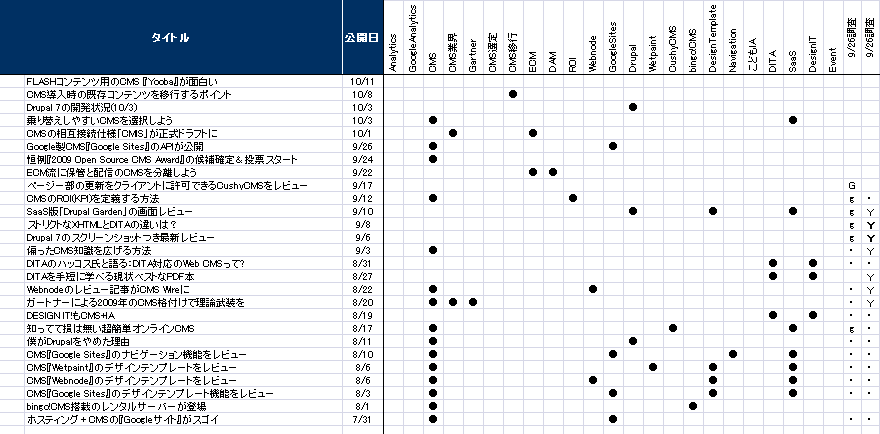 タイトル 公開日 Analytics GoogleAnalytics CMS CMS業界 Gartner CMS選定 CMS移行 ECM DAM ROI Webnode GoogleSites Drupal Wetpaint CushyCMS bingo!CMS DesignTemplate Navigation こどもIA DITA SaaS DesignIT Event 9/26調査 9/26調査
FLASHコンテンツ用のCMS『Yooba』が面白い 10/11
CMS導入時の既存コンテンツを移行するポイント 10/8 ●
Drupal 7の開発状況(10/3) 10/3 ●
乗り替えしやすいCMSを選択しよう 10/3 ● ●
CMSの相互接続仕様「CMIS」が正式ドラフトに 10/1 ● ● ●
Google製CMS『Google Sites』のAPIが公開 9/26 ● ●
恒例『2009 Open Source CMS Award』の候補確定＆投票スタート 9/24 ●
ECM流に保管と配信のCMSを分離しよう 9/22 ● ●
ページ一部の更新をクライアントに許可できるCushyCMSをレビュー 9/17 G
CMSのROI(KPI)を定義する方法 9/12 ● ● g ・
SaaS版「Drupal Garden」の画面レビュー 9/10 ● ● ● g Y
ストリクトなXHTMLとDITAの違いは？ 9/8 ・ Y
Drupal 7のスクリーンショットつき最新レビュー 9/6 g Y
偏ったCMS知識を広げる方法 9/3 ● ・ Y
DITAのハッコス氏と語る：DITA対応のWeb CMSって？ 8/31 ● ● ・ ・
DITAを手短に学べる現状ベストなPDF本 8/27 ● ● ・ Y
Webnodeのレビュー記事がCMS Wireに 8/22 ● ● ・ Y
ガートナーによる2009年のCMS格付けで理論武装を 8/20 ● ● ● ・ Y
DESIGN IT!もCMS+IA 8/19 ● ● ・ ・
知ってて損は無い超簡単オンラインCMS 8/17 ● ● ● g ・
僕がDrupalをやめた理由 8/11 ● ● ・ ・
CMS『Google Sites』のナビゲーション機能をレビュー 8/10 ● ● ● ● ・ ・
CMS『Wetpaint』のデザインテンプレートをレビュー 8/6 ● ● ● ● ・ ・
CMS『Webnode』のデザインテンプレートをレビュー 8/6 ● ● ● ● ・ ・
CMS『Google Sites』のデザインテンプレート機能をレビュー 8/3 ● ● ● ● ・ ・
bingo!CMS搭載のレンタルサーバーが登場 8/1 ● ● ・ ・
ホスティング＋CMSの『Googleサイト』がスゴイ 7/31 ● ● ・ ・